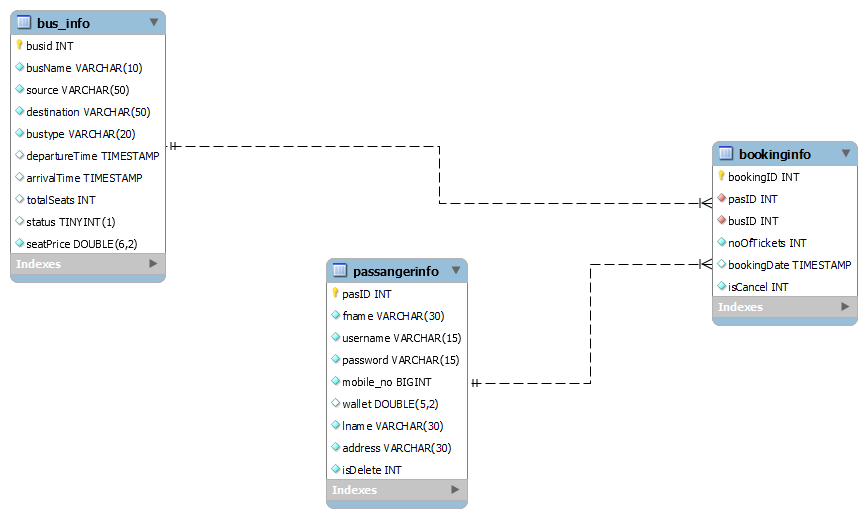 bus_info
busid INT
busName VARCHAR(10)
source VARCHAR(50)
destination VARCHAR(50)
bustype VARCHAR(20)
departureTime TIMESTAMP
arrivalTime TIMESTAMP
totalSeats INT
status TINYINT(1)
seatPrice DOUBLE(6,2)
Indexes
passangerinfo
pasID INT
fname VARCHAR(30)
username VARCHAR(15)
password VARCHAR(15)
mobile_no BIGINT
wallet DOUBLE(5,2)
lname VARCHAR(30)
address VARCHAR(30)
isDelete INT
Indexes
bookinginfo
bookingID INT
pasID INT
busID INT
noOfTickets INT
bookingDate TIMESTAMP
isCancel INT
Indexes